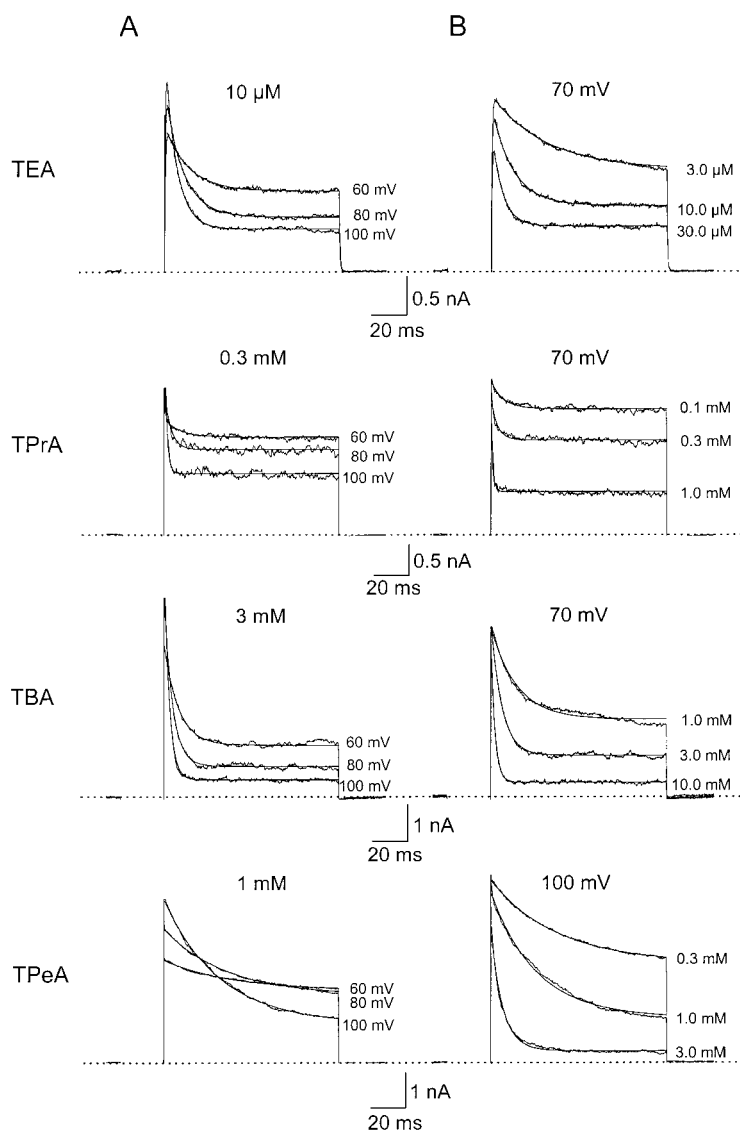 A B
10 µM 70 mV
TEA
60 mV 3.0 µM
80 mV 10.0 µM
100 mV 30.0 µM
0.5 nA
20 ms
0.3 mM 70 mV
TPrA
60 mV 0.1 mM
80 mV 0.3 mM
100 mV 1.0 mM
0.5 nA
20 ms
3 mM 70 mV
TBA
60 mV 1.0 mM
80 mV 3.0 mM
100 mV 10.0 mM
1 nA
20 ms
1 mM 100 mV
TPeA
60 mV 0.3 mM
80 mV
100 mV 1.0 mM
3.0 mM
1 nA
20 ms